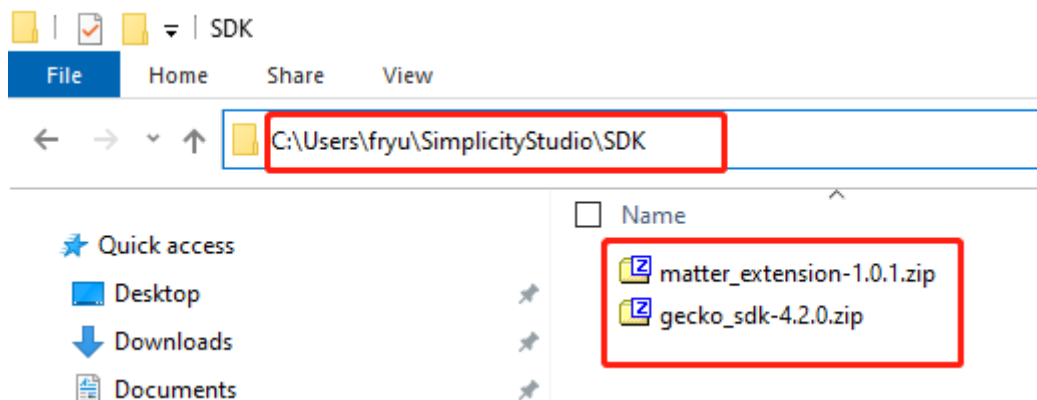 SDK
File Home Share View
C:\Users\fryu\SimplicityStudio\SDK
Name
Quick access
matter_extension-1.0.1.zip
Desktop
gecko_sdk-4.2.0.zip
Downloads
Documents